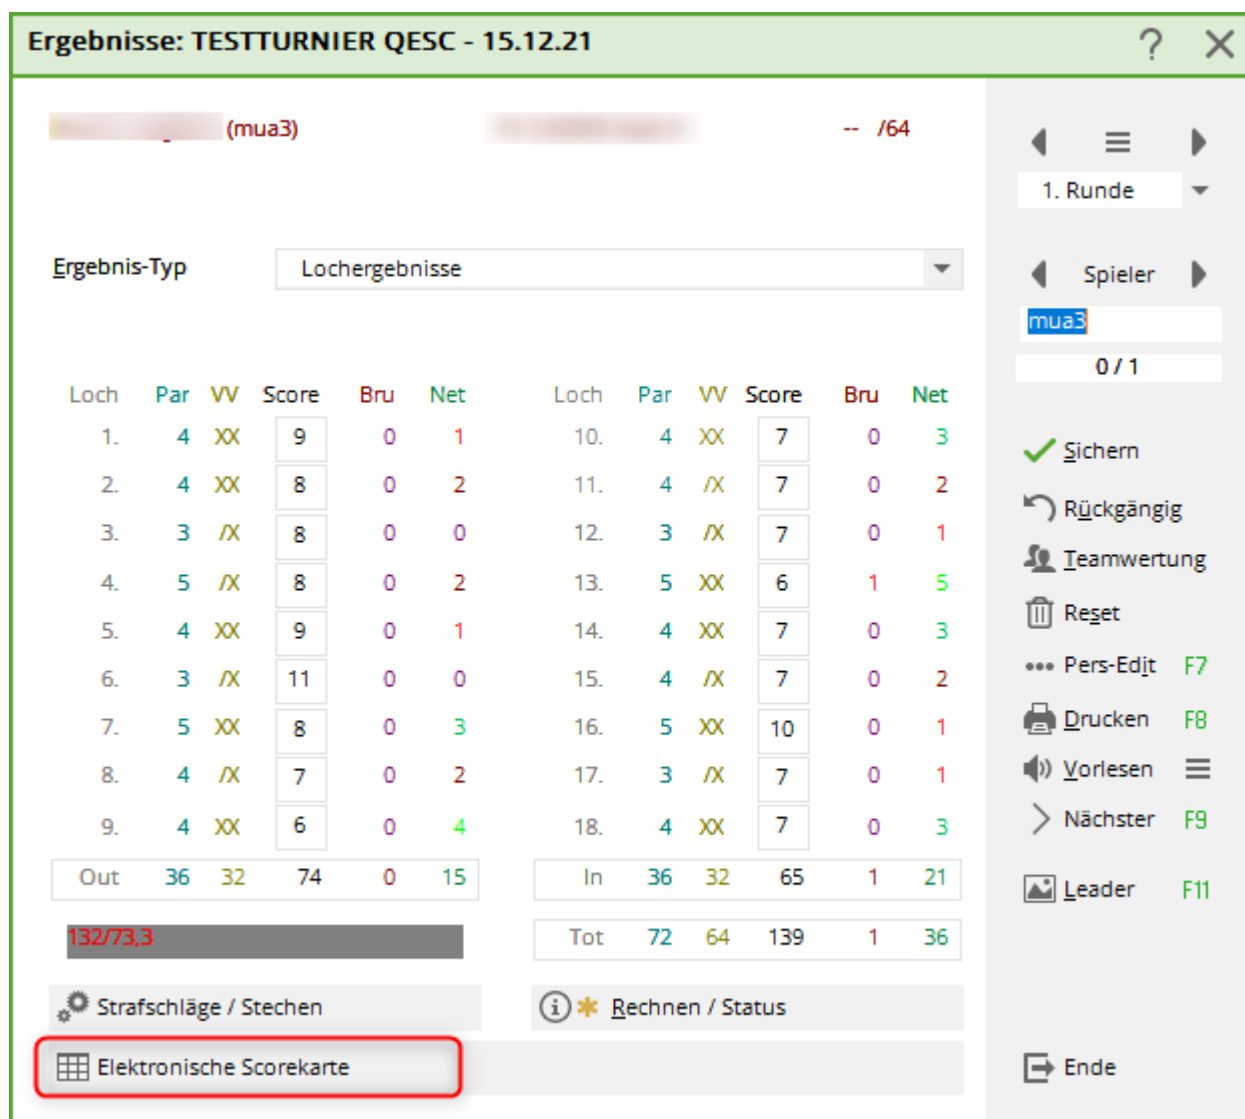 Ergebnisse: TESTTURNIER QESC - 15.12.21 ?
(mua3) -- /64
1. Runde
Ergebnis-Typ Lochergebnisse
Spieler
mua3
0 / 1
Loch Par VV Score Bru Net Loch Par VV Score Bru Net
1. 4 XX 9 0 1 10. 4 XX 7 0 3
2. 4 XX 8 0 2 11. 4 /X 7 0 2
3. 3 /X 8 0 0 12. 3 /X 7 0 1
4. 5 /X 8 0 2 13. 5 XX 6 1 5
5. 4 XX 9 0 1 14. 4 XX 7 0 3
6. 3 /X 11 0 0 15. 4 /X 7 0 2
7. 5 XX 8 0 3 16. 5 XX 10 0 1
8. 4 /X 7 0 2 17. 3 /X 7 0 1
9. 4 XX 6 0 4 18. 4 XX 7 0 3
Out 36 32 74 0 15 In 36 32 65 1 21
132/73,3 Tot 72 64 139 1 36
Strafschläge / Stechen Rechnen / Status
Elektronische Scorekarte
Sichern
Rückgängig
Teamwertung
Reset
Pers-Edit F7
Drucken F8
Vorlesen
Nächster F9
Leader F11
Ende